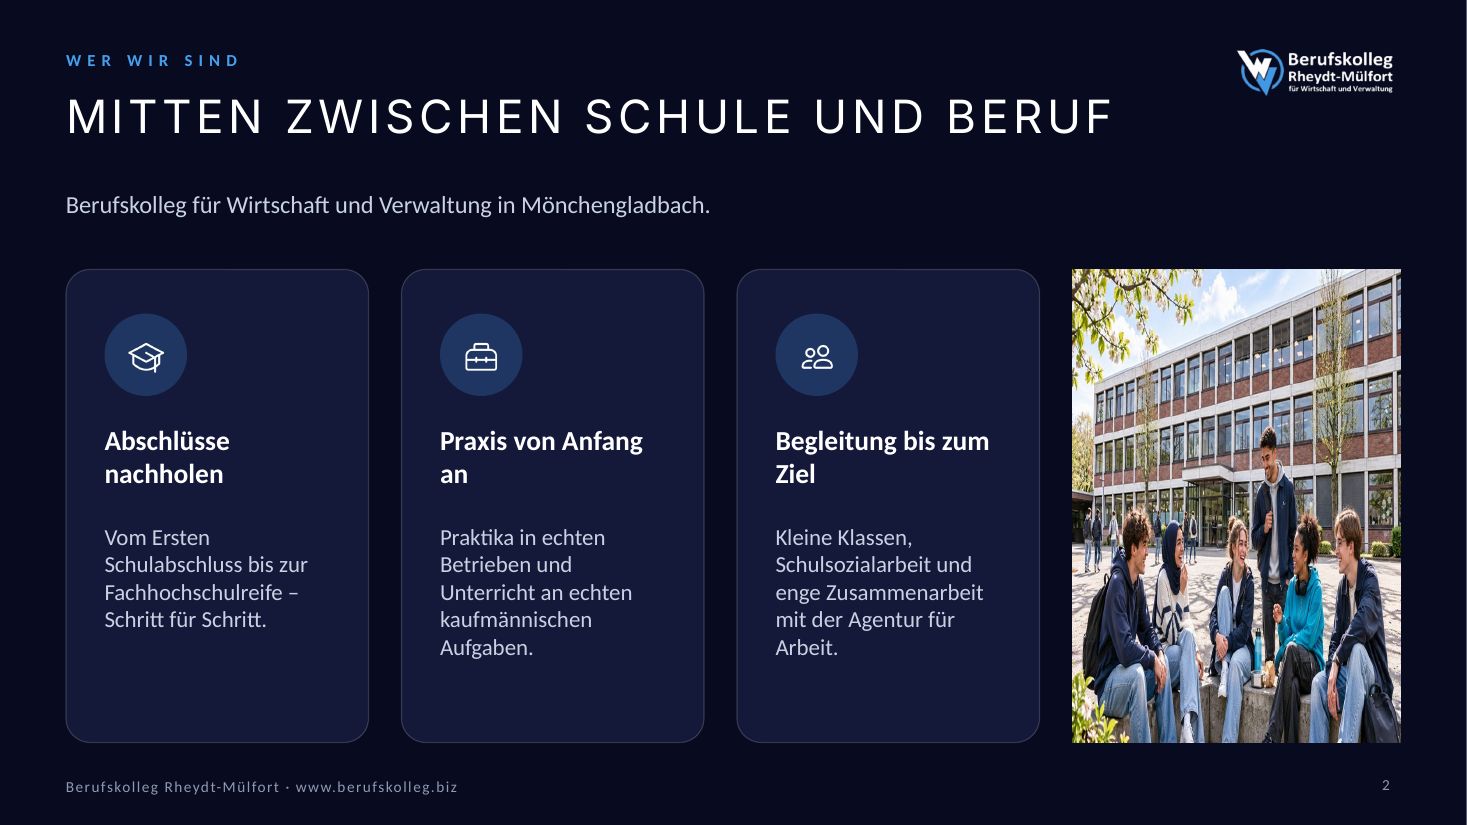 WER WIR SIND
Berufskolleg
Rheydt-Mülfort
für Wirtschaft und Verwaltung
MITTEN ZWISCHEN SCHULE UND BERUF
Berufskolleg für Wirtschaft und Verwaltung in Mönchengladbach.
Abschlüsse
nachholen
Vom Ersten
Schulabschluss bis zur
Fachhochschulreife –
Schritt für Schritt.
Praxis von Anfang
an
Praktika in echten
Betrieben und
Unterricht an echten
kaufmännischen
Aufgaben.
Begleitung bis zum
Ziel
Kleine Klassen,
Schulsozialarbeit und
enge Zusammenarbeit
mit der Agentur für
Arbeit.
Berufskolleg Rheydt-Mülfort · www.berufskolleg.biz
2